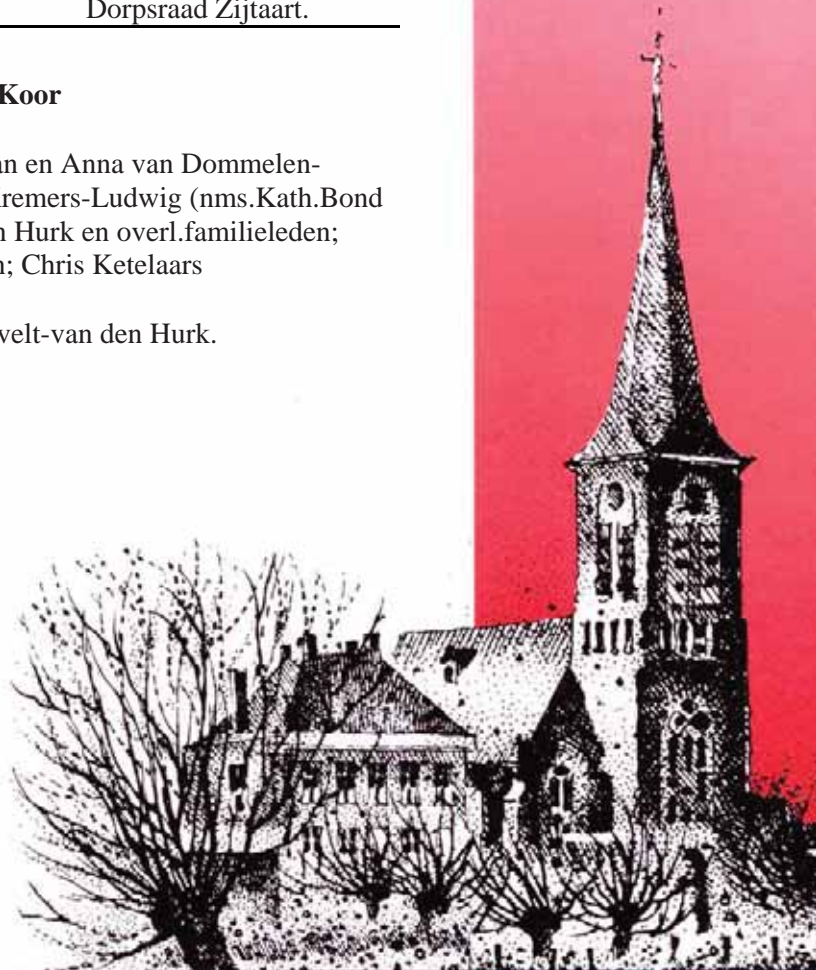 Dorpsraad Zijtaart.
Koor
an en Anna van Dommelen-
remers-Ludwig (nms.Kath.Bond
n Hurk en overl.familieleden;
n; Chris Ketelaars
velt-van den Hurk.